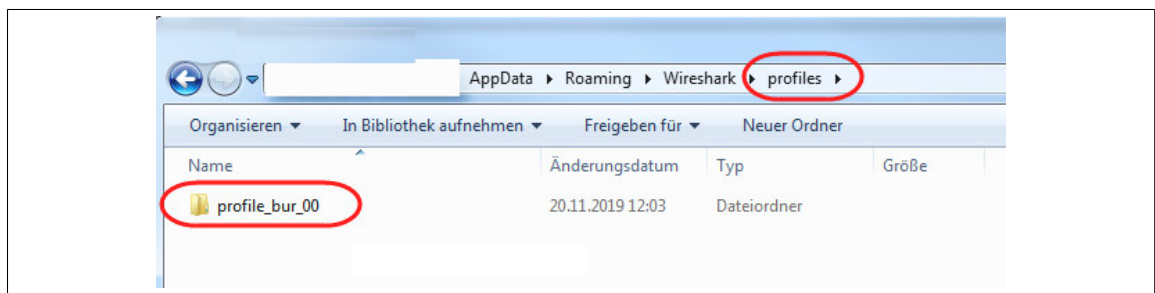 AppData ▸ Roaming ▸ Wireshark ▸ profiles ▸
Organisieren ▾ In Bibliothek aufnehmen ▾ Freigeben für ▾ Neuer Ordner
Name Änderungsdatum Typ Größe
profile_bur_00 20.11.2019 12:03 Dateiordner